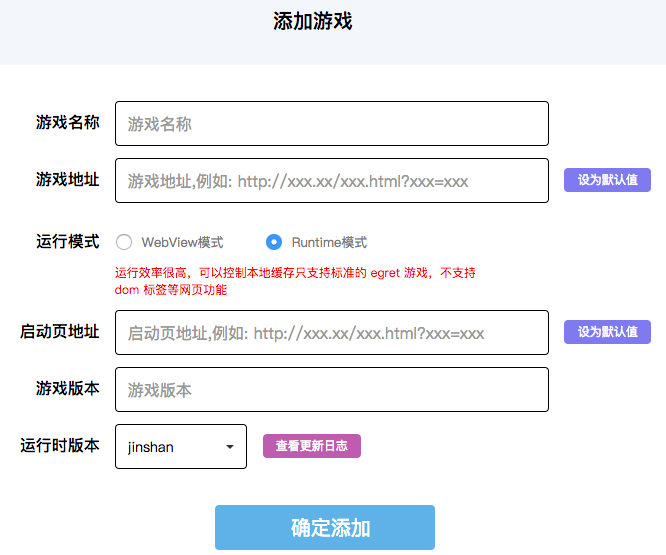 添加游戏
游戏名称 游戏名称
游戏地址 游戏地址,例如: http://xxx.xx/xxx.html?xxx=xxx 设为默认值
运行模式 WebView模式 Runtime模式
运行效率很高，可以控制本地缓存只支持标准的 egret 游戏，不支持
dom 标签等网页功能
启动页地址 启动页地址,例如: http://xxx.xx/xxx.html?xxx=xxx 设为默认值
游戏版本 游戏版本
运行时版本 jinshan 查看更新日志
确定添加